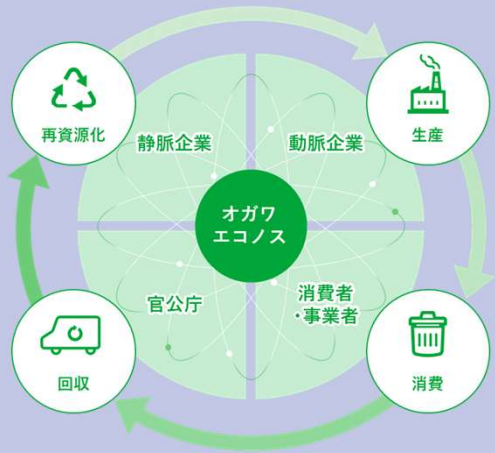 再資源化
生産
静脈企業
動脈企業
オガワ
エコノス
官公庁
消費者
・事業者
回収
消費